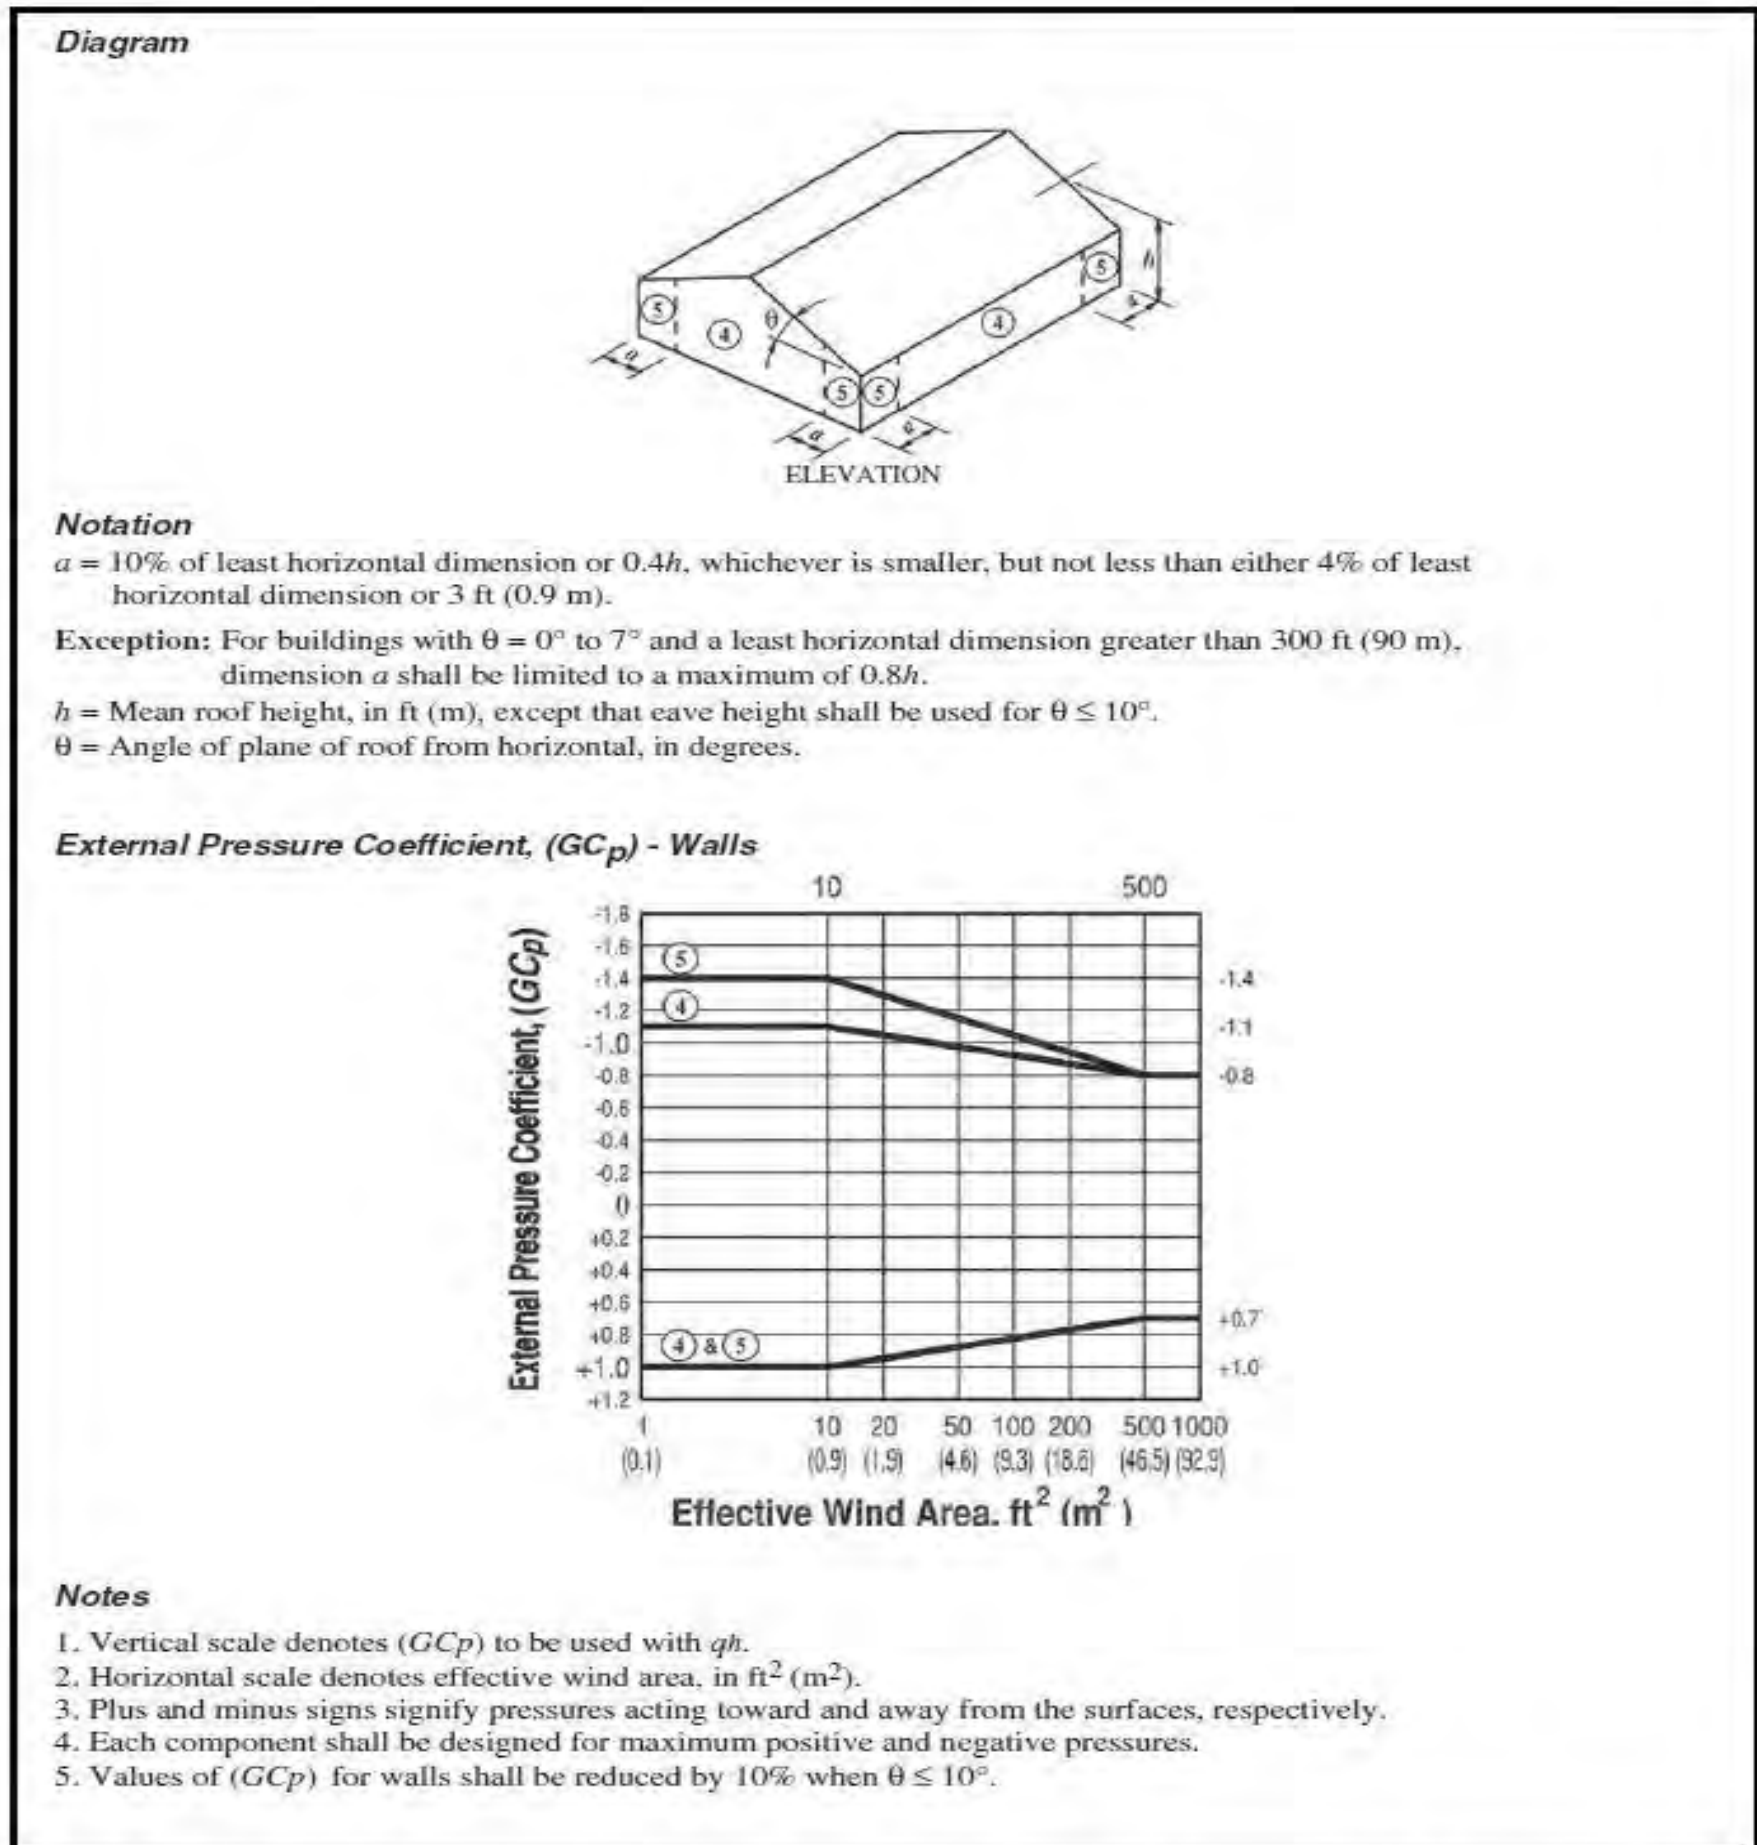 Diagram
5
4
θ
5
5
4
5
h
a
a
a
a
ELEVATION
Notation
a = 10% of least horizontal dimension or 0.4h, whichever is smaller, but not less than either 4% of least
horizontal dimension or 3 ft (0.9 m).
Exception: For buildings with θ = 0° to 7° and a least horizontal dimension greater than 300 ft (90 m),
dimension a shall be limited to a maximum of 0.8h.
h = Mean roof height, in ft (m), except that eave height shall be used for θ ≤ 10°.
θ = Angle of plane of roof from horizontal, in degrees.
External Pressure Coefficient, (GCp) - Walls
10 500
External Pressure Coefficient, (GCp)
-1.8
-1.6
-1.4
-1.2
-1.0
-0.8
-0.6
-0.4
-0.2
0
+0.2
+0.4
+0.6
+0.8
+1.0
+1.2
5
4
4 & 5
-1.4
-1.1
-0.8
+0.7
+1.0
1 10 20 50 100 200 500 1000
(0.1) (0.9) (1.9) (4.6) (9.3) (18.6) (46.5) (92.9)
Effective Wind Area. ft² (m²)
Notes
1. Vertical scale denotes (GCp) to be used with qh.
2. Horizontal scale denotes effective wind area, in ft² (m²).
3. Plus and minus signs signify pressures acting toward and away from the surfaces, respectively.
4. Each component shall be designed for maximum positive and negative pressures.
5. Values of (GCp) for walls shall be reduced by 10% when θ ≤ 10°.